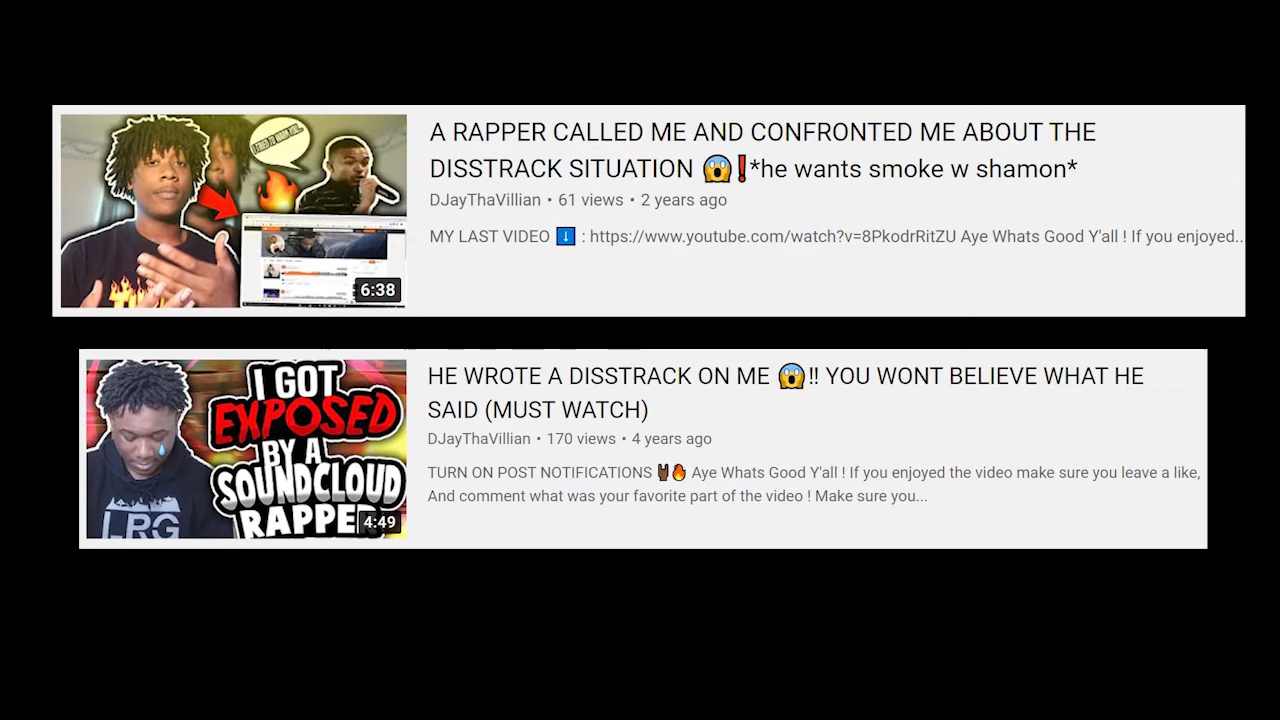 I TRIED TO WARN YOU...
6:38
A RAPPER CALLED ME AND CONFRONTED ME ABOUT THE
DISSTRACK SITUATION 😱❗*he wants smoke w shamon*
DJayThaVillian • 61 views • 2 years ago
MY LAST VIDEO ⬇️ : https://www.youtube.com/watch?v=8PkodrRitZU Aye Whats Good Y'all ! If you enjoyed...
I GOT
EXPOSED
BY A
SOUNDCLOUD
RAPPER
4:49
LRG
HE WROTE A DISSTRACK ON ME 😱!! YOU WONT BELIEVE WHAT HE
SAID (MUST WATCH)
DJayThaVillian • 170 views • 4 years ago
TURN ON POST NOTIFICATIONS 🤘🏿🔥 Aye Whats Good Y'all ! If you enjoyed the video make sure you leave a like,
And comment what was your favorite part of the video ! Make sure you...